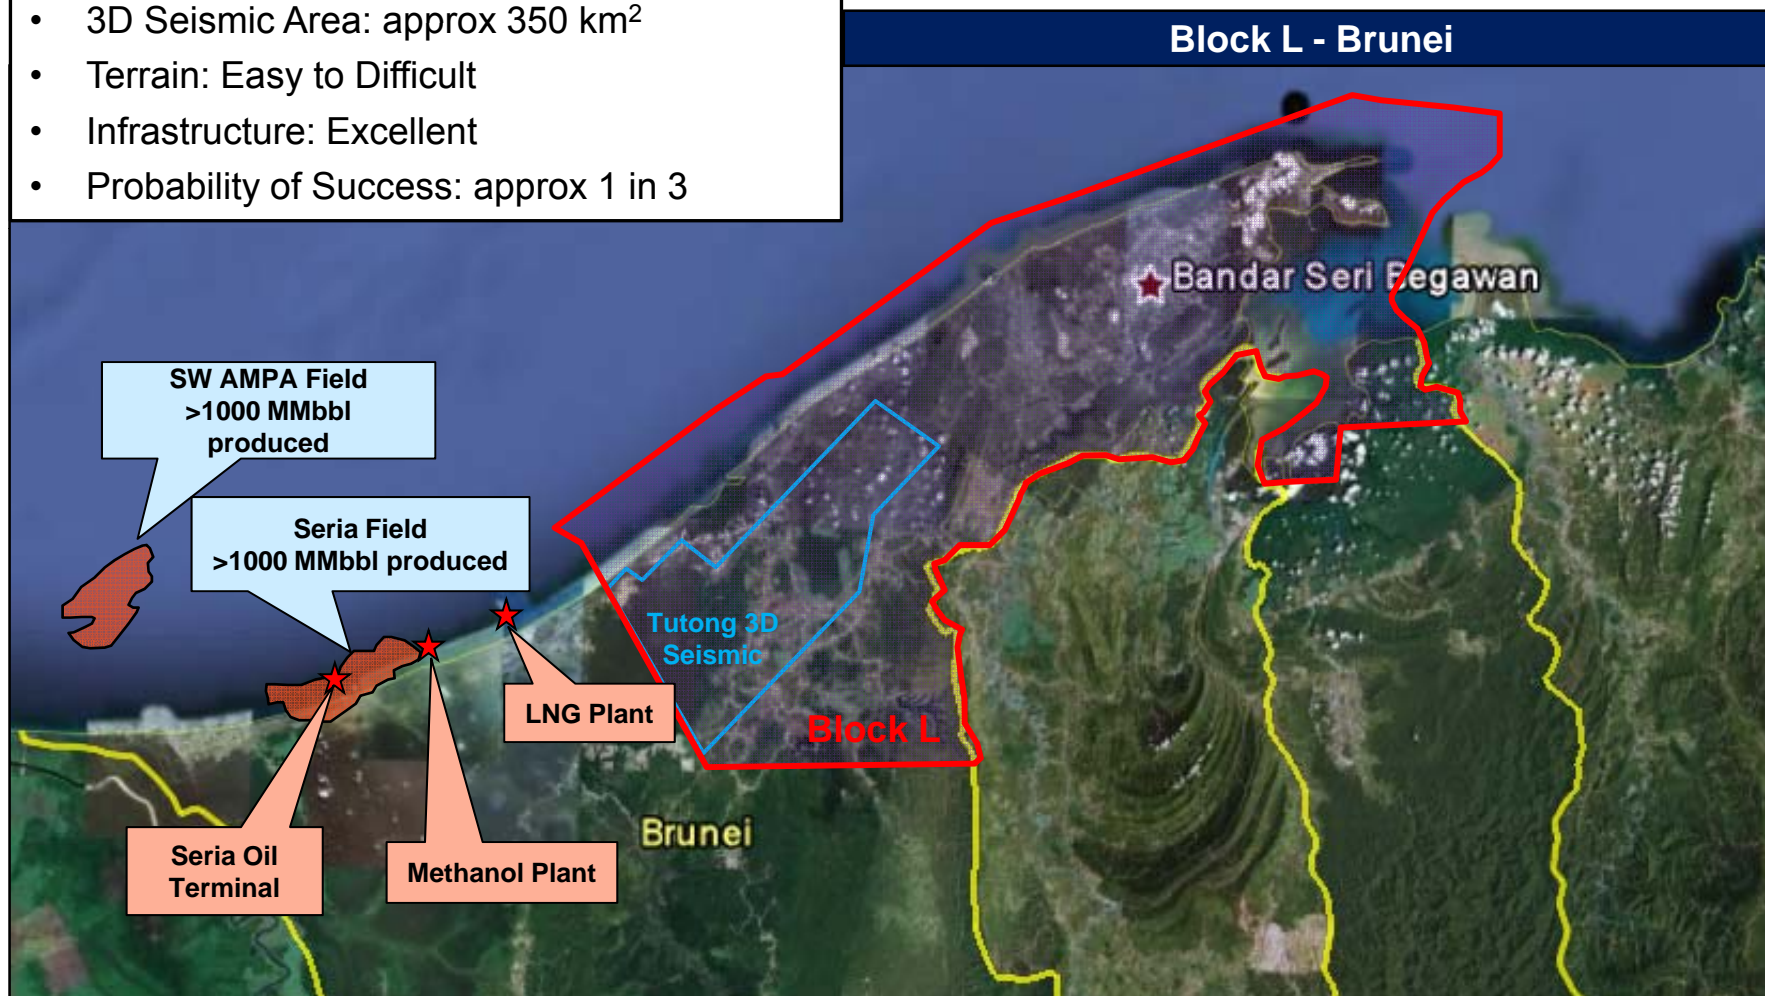 • 3D Seismic Area: approx 350 km²
• Terrain: Easy to Difficult
• Infrastructure: Excellent
• Probability of Success: approx 1 in 3
Block L - Brunei
Bandar Seri Begawan
SW AMPA Field
>1000 MMbbl
produced
Seria Field
>1000 MMbbl produced
Tutong 3D
Seismic
LNG Plant
Block L
Brunei
Seria Oil
Terminal
Methanol Plant